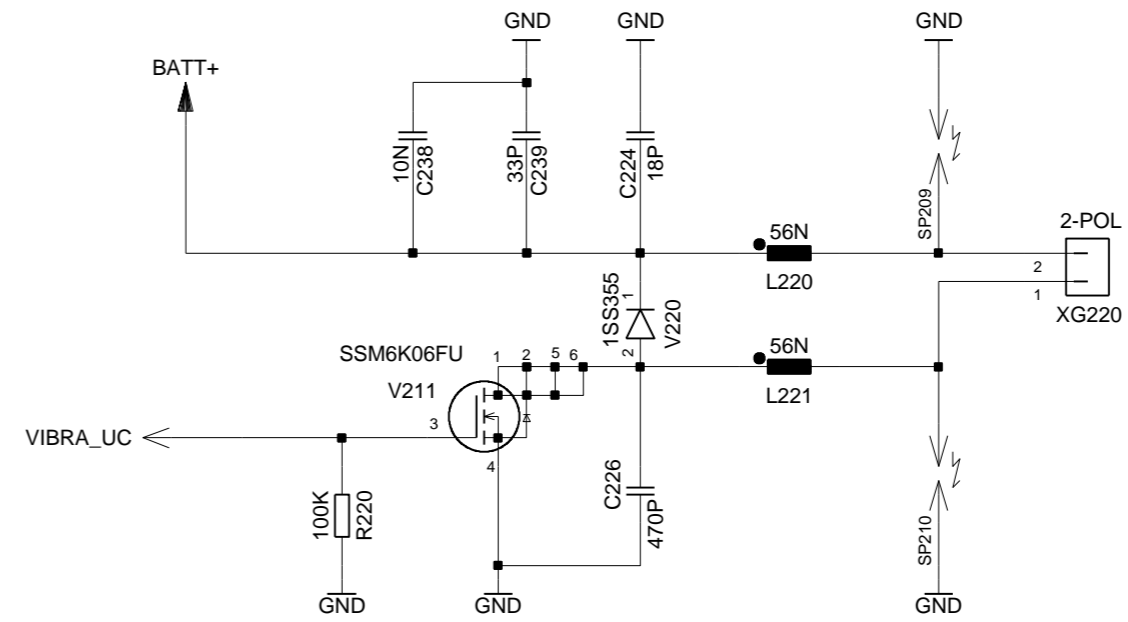 GND
GND
GND
BATT+
10N
C238
33P
C239
C224
18P
SP209
2-POL
56N
2
L220
1
XG220
1SS355
1
V220
2
SSM6K06FU
1
2
5
6
56N
V211
L221
3
VIBRA_UC
4
C226
470P
100K
R220
SP210
GND
GND
GND